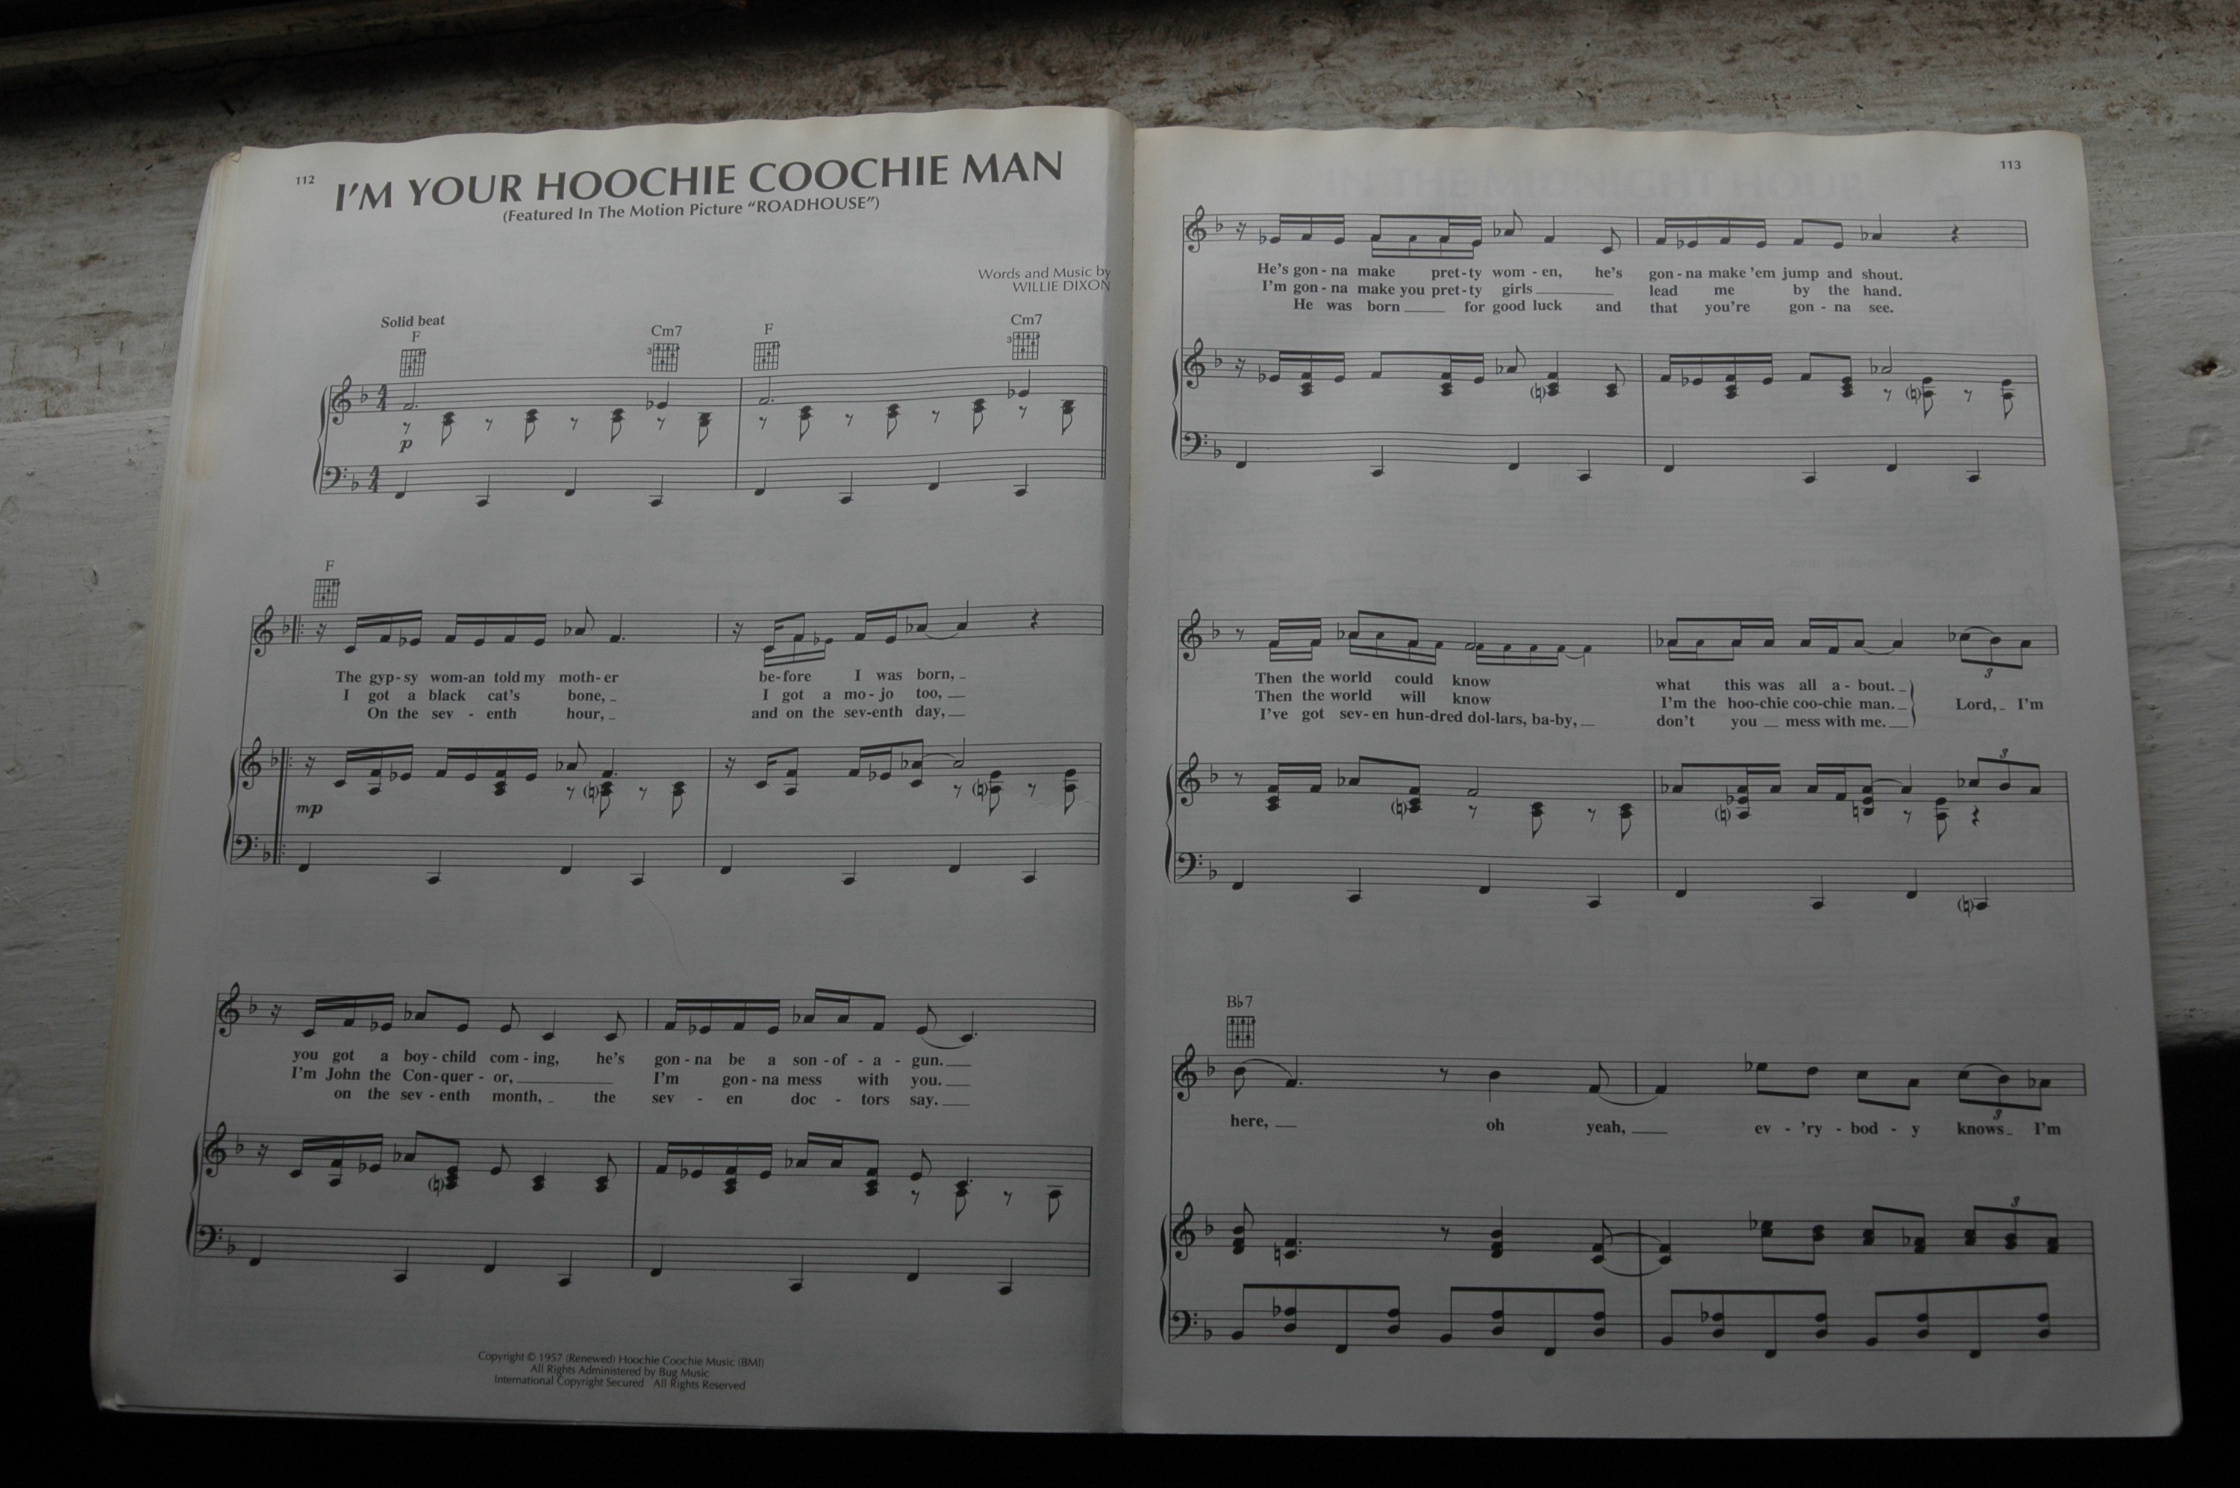 112
I'M YOUR HOOCHIE COOCHIE MAN
(Featured In The Motion Picture "ROADHOUSE")
Words and Music by
WILLIE DIXON
Solid beat
F Cm7 F Cm7
3 3
4 4
p
4 4
F
The gyp - sy wom - an told my moth - er be - fore I was born, _
I got a black cat's bone, _ I got a mo - jo too, _
On the sev - enth hour, _ and on the sev - enth day, _
mp
you got a boy - child com - ing, he's gon - na be a son - of - a - gun. _
I'm John the Con - quer - or, _ I'm gon - na mess with you. _
on the sev - enth month, _ the sev - en doc - tors say. _
Copyright © 1957 (Renewed) Hoochie Coochie Music (BMI)
All Rights Administered by Bug Music
International Copyright Secured All Rights Reserved
113
He's gon - na make pret - ty wom - en, he's gon - na make 'em jump and shout.
I'm gon - na make you pret - ty girls _ lead me by the hand.
He was born _ for good luck and that you're gon - na see.
3
Then the world could know what this was all a - bout. _
Then the world will know I'm the hoo - chie coo - chie man. _ Lord, _ I'm
I've got sev - en hun - dred dol - lars, ba - by, _ don't you _ mess with me. _
3
B♭7
3
here, _ oh yeah, _ ev - 'ry - bod - y knows _ I'm
3